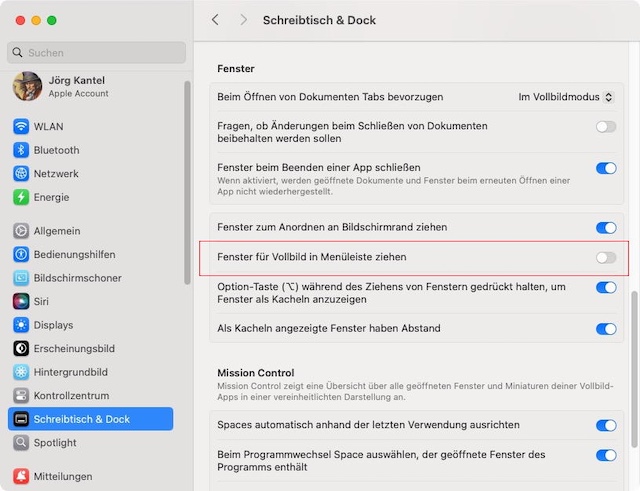 Schreibtisch & Dock
Suchen
Jörg Kantel
Apple Account
WLAN
Bluetooth
Netzwerk
Energie
Allgemein
Bedienungshilfen
Bildschirmschoner
Siri
Displays
Erscheinungsbild
Hintergrundbild
Kontrollzentrum
Schreibtisch & Dock
Spotlight
Mitteilungen
Fenster
Beim Öffnen von Dokumenten Tabs bevorzugen
Im Vollbildmodus
Fragen, ob Änderungen beim Schließen von Dokumenten
beibehalten werden sollen
Fenster beim Beenden einer App schließen
Wenn aktiviert, werden geöffnete Dokumente und Fenster beim erneuten Öffnen einer
App nicht wiederhergestellt.
Fenster zum Anordnen an Bildschirmrand ziehen
Fenster für Vollbild in Menüleiste ziehen
Option-Taste (⌥) während des Ziehens von Fenstern gedrückt halten, um
Fenster als Kacheln anzuzeigen
Als Kacheln angezeigte Fenster haben Abstand
Mission Control
Mission Control zeigt eine Übersicht über alle geöffneten Fenster und Miniaturen deiner Vollbild-
Apps in einer vereinheitlichten Darstellung an.
Spaces automatisch anhand der letzten Verwendung ausrichten
Beim Programmwechsel Space auswählen, der geöffnete Fenster des
Programms enthält